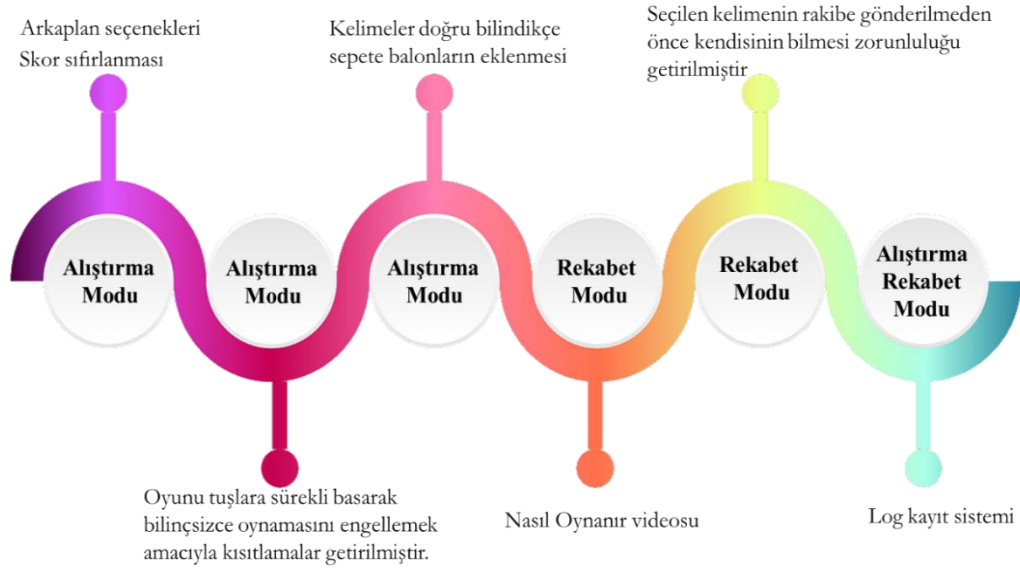 Arkaplan seçenekleri
Skor sıfırlanması
Kelimeler doğru bilindikçe
sepete balonların eklenmesi
Seçilen kelimenin rakibe gönderilmeden
önce kendisinin bilmesi zorunluluğu
getirilmiştir
Alıştırma
Modu
Alıştırma
Modu
Alıştırma
Modu
Rekabet
Modu
Rekabet
Modu
Alıştırma
Rekabet
Modu
Oyunu tuşlara sürekli basarak
bilinçsizce oynamasını engellemek
amacıyla kısıtlamalar getirilmiştir.
Nasıl Oynanır videosu
Log kayıt sistemi